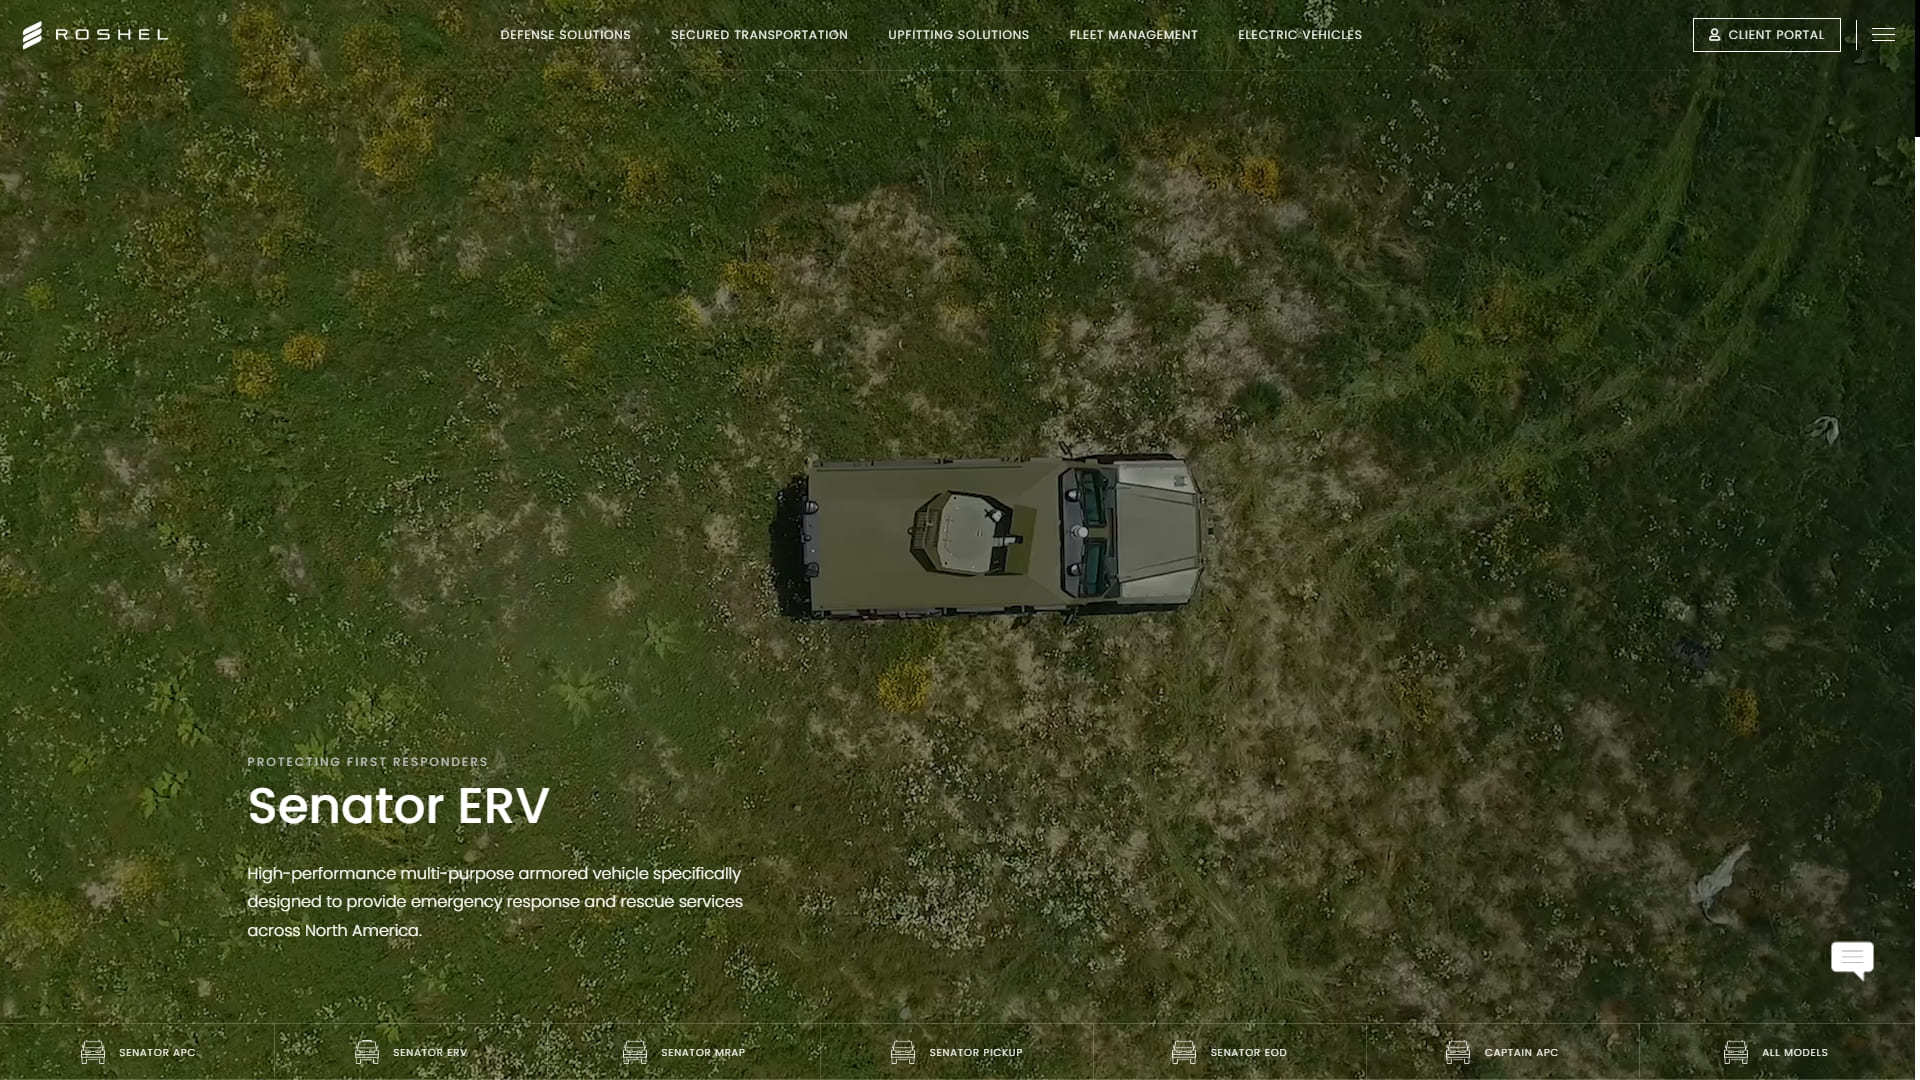 ROSHEL
DEFENSE SOLUTIONS
SECURED TRANSPORTATION
UPFITTING SOLUTIONS
FLEET MANAGEMENT
ELECTRIC VEHICLES
CLIENT PORTAL
PROTECTING FIRST RESPONDERS
Senator ERV
High-performance multi-purpose armored vehicle specifically
designed to provide emergency response and rescue services
across North America.
SENATOR APC
SENATOR ERV
SENATOR MRAP
SENATOR PICKUP
SENATOR EOD
CAPTAIN APC
ALL MODELS